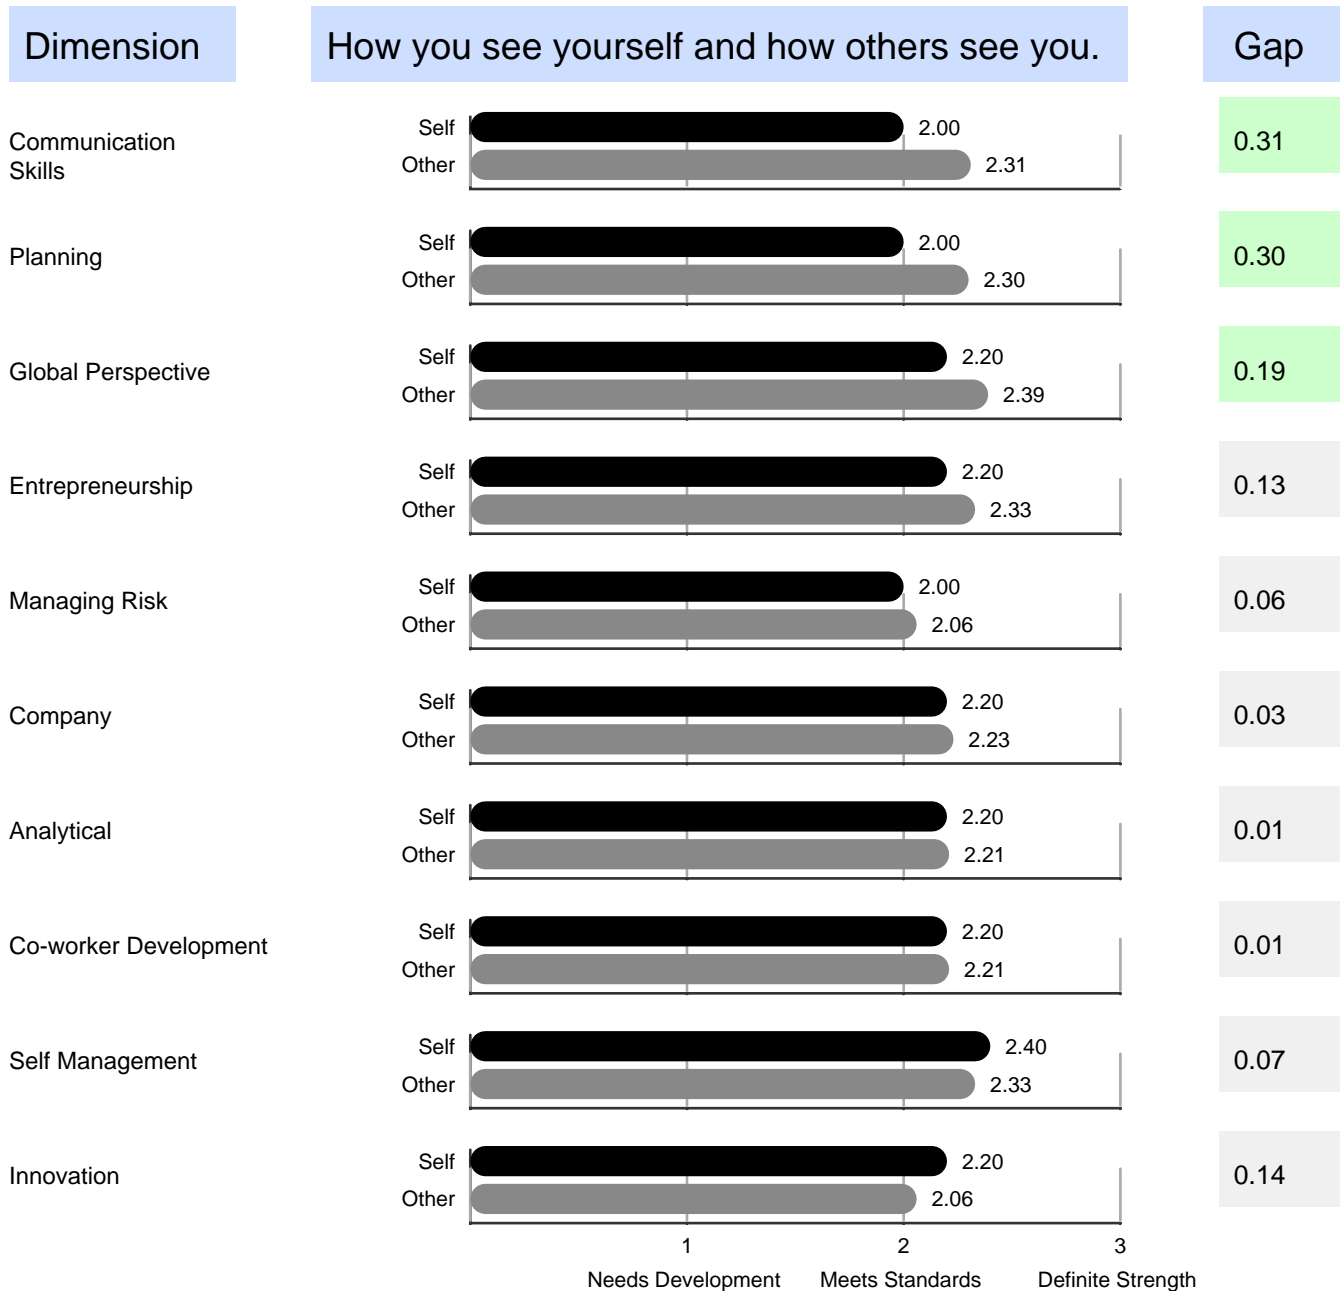 Dimension
How you see yourself and how others see you.
Gap
Communication
Skills
Self
2.00
Other
2.31
0.31
Planning
Self
2.00
Other
2.30
0.30
Global Perspective
Self
2.20
Other
2.39
0.19
Entrepreneurship
Self
2.20
Other
2.33
0.13
Managing Risk
Self
2.00
Other
2.06
0.06
Company
Self
2.20
Other
2.23
0.03
Analytical
Self
2.20
Other
2.21
0.01
Co-worker Development
Self
2.20
Other
2.21
0.01
Self Management
Self
2.40
Other
2.33
0.07
Innovation
Self
2.20
Other
2.06
0.14
1
2
3
Needs Development
Meets Standards
Definite Strength